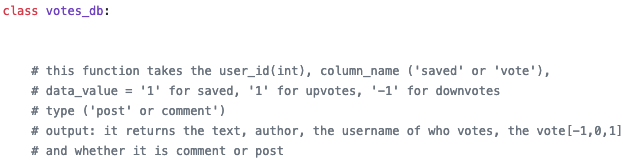 class votes_db:
# this function takes the user_id(int), column_name ('saved' or 'vote'),
# data_value = '1' for saved, '1' for upvotes, '-1' for downvotes
# type ('post' or comment')
# output: it returns the text, author, the username of who votes, the vote[-1,0,1]
# and whether it is comment or post